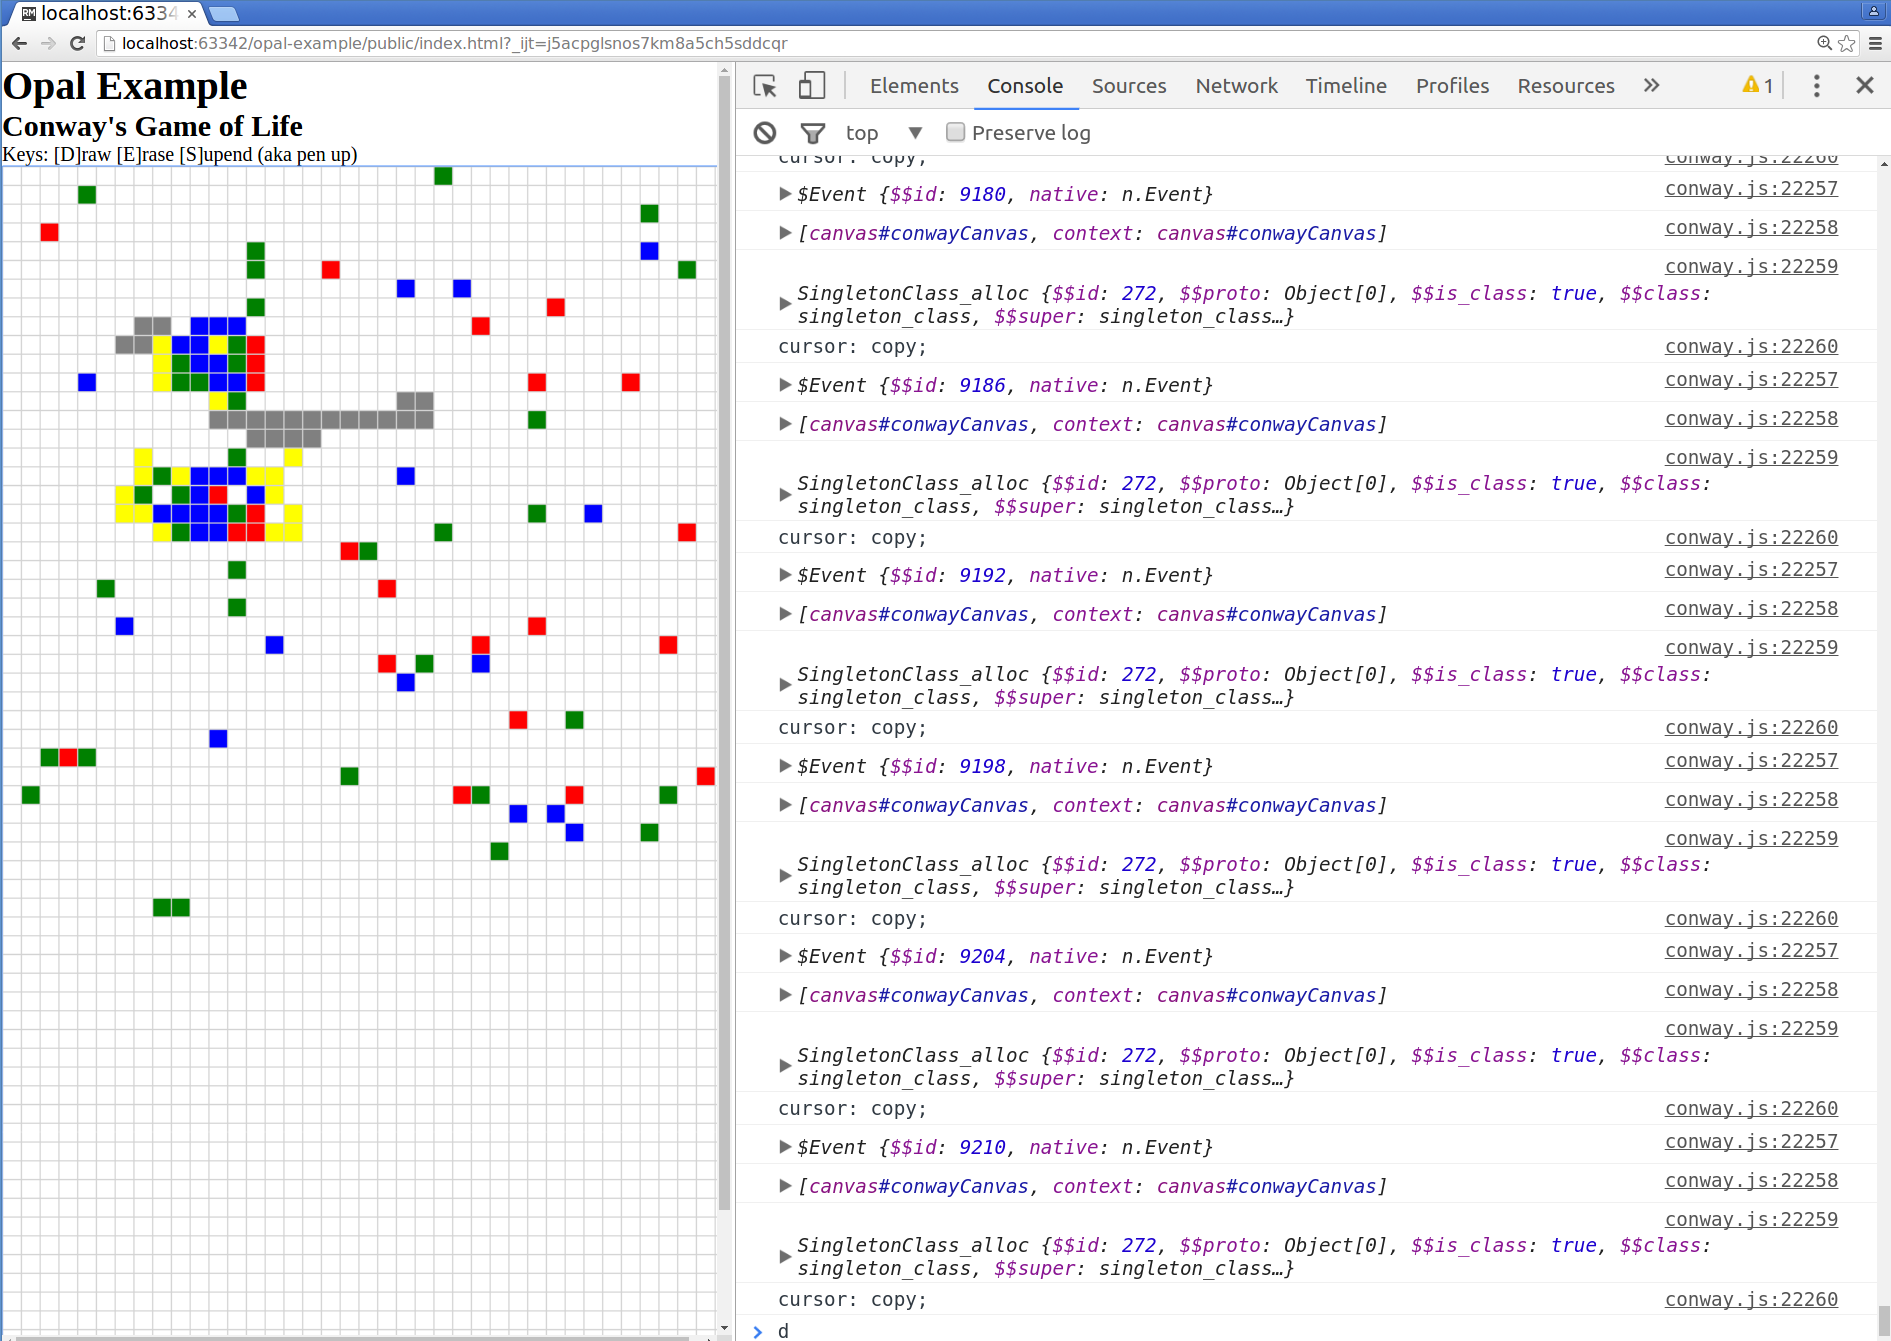 localhost:6334
localhost:63342/opal-example/public/index.html?_ijt=j5acpglsnos7km8a5ch5sddcqr
Opal Example
Conway's Game of Life
Keys: [D]raw [E]rase [S]upend (aka pen up)
Elements Console Sources Network Timeline Profiles Resources » 1
top Preserve log
cursor: copy; conway.js:22260
$Event {$$id: 9180, native: n.Event} conway.js:22257
[canvas#conwayCanvas, context: canvas#conwayCanvas] conway.js:22258
conway.js:22259
SingletonClass_alloc {$$id: 272, $$proto: Object[0], $$is_class: true, $$class:
singleton_class, $$super: singleton_class…}
cursor: copy; conway.js:22260
$Event {$$id: 9186, native: n.Event} conway.js:22257
[canvas#conwayCanvas, context: canvas#conwayCanvas] conway.js:22258
conway.js:22259
SingletonClass_alloc {$$id: 272, $$proto: Object[0], $$is_class: true, $$class:
singleton_class, $$super: singleton_class…}
cursor: copy; conway.js:22260
$Event {$$id: 9192, native: n.Event} conway.js:22257
[canvas#conwayCanvas, context: canvas#conwayCanvas] conway.js:22258
conway.js:22259
SingletonClass_alloc {$$id: 272, $$proto: Object[0], $$is_class: true, $$class:
singleton_class, $$super: singleton_class…}
cursor: copy; conway.js:22260
$Event {$$id: 9198, native: n.Event} conway.js:22257
[canvas#conwayCanvas, context: canvas#conwayCanvas] conway.js:22258
conway.js:22259
SingletonClass_alloc {$$id: 272, $$proto: Object[0], $$is_class: true, $$class:
singleton_class, $$super: singleton_class…}
cursor: copy; conway.js:22260
$Event {$$id: 9204, native: n.Event} conway.js:22257
[canvas#conwayCanvas, context: canvas#conwayCanvas] conway.js:22258
conway.js:22259
SingletonClass_alloc {$$id: 272, $$proto: Object[0], $$is_class: true, $$class:
singleton_class, $$super: singleton_class…}
cursor: copy; conway.js:22260
$Event {$$id: 9210, native: n.Event} conway.js:22257
[canvas#conwayCanvas, context: canvas#conwayCanvas] conway.js:22258
conway.js:22259
SingletonClass_alloc {$$id: 272, $$proto: Object[0], $$is_class: true, $$class:
singleton_class, $$super: singleton_class…}
cursor: copy; conway.js:22260
d